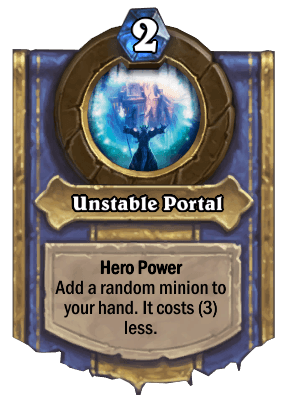 2
Unstable Portal
Hero Power
Add a random minion to
your hand. It costs (3)
less.